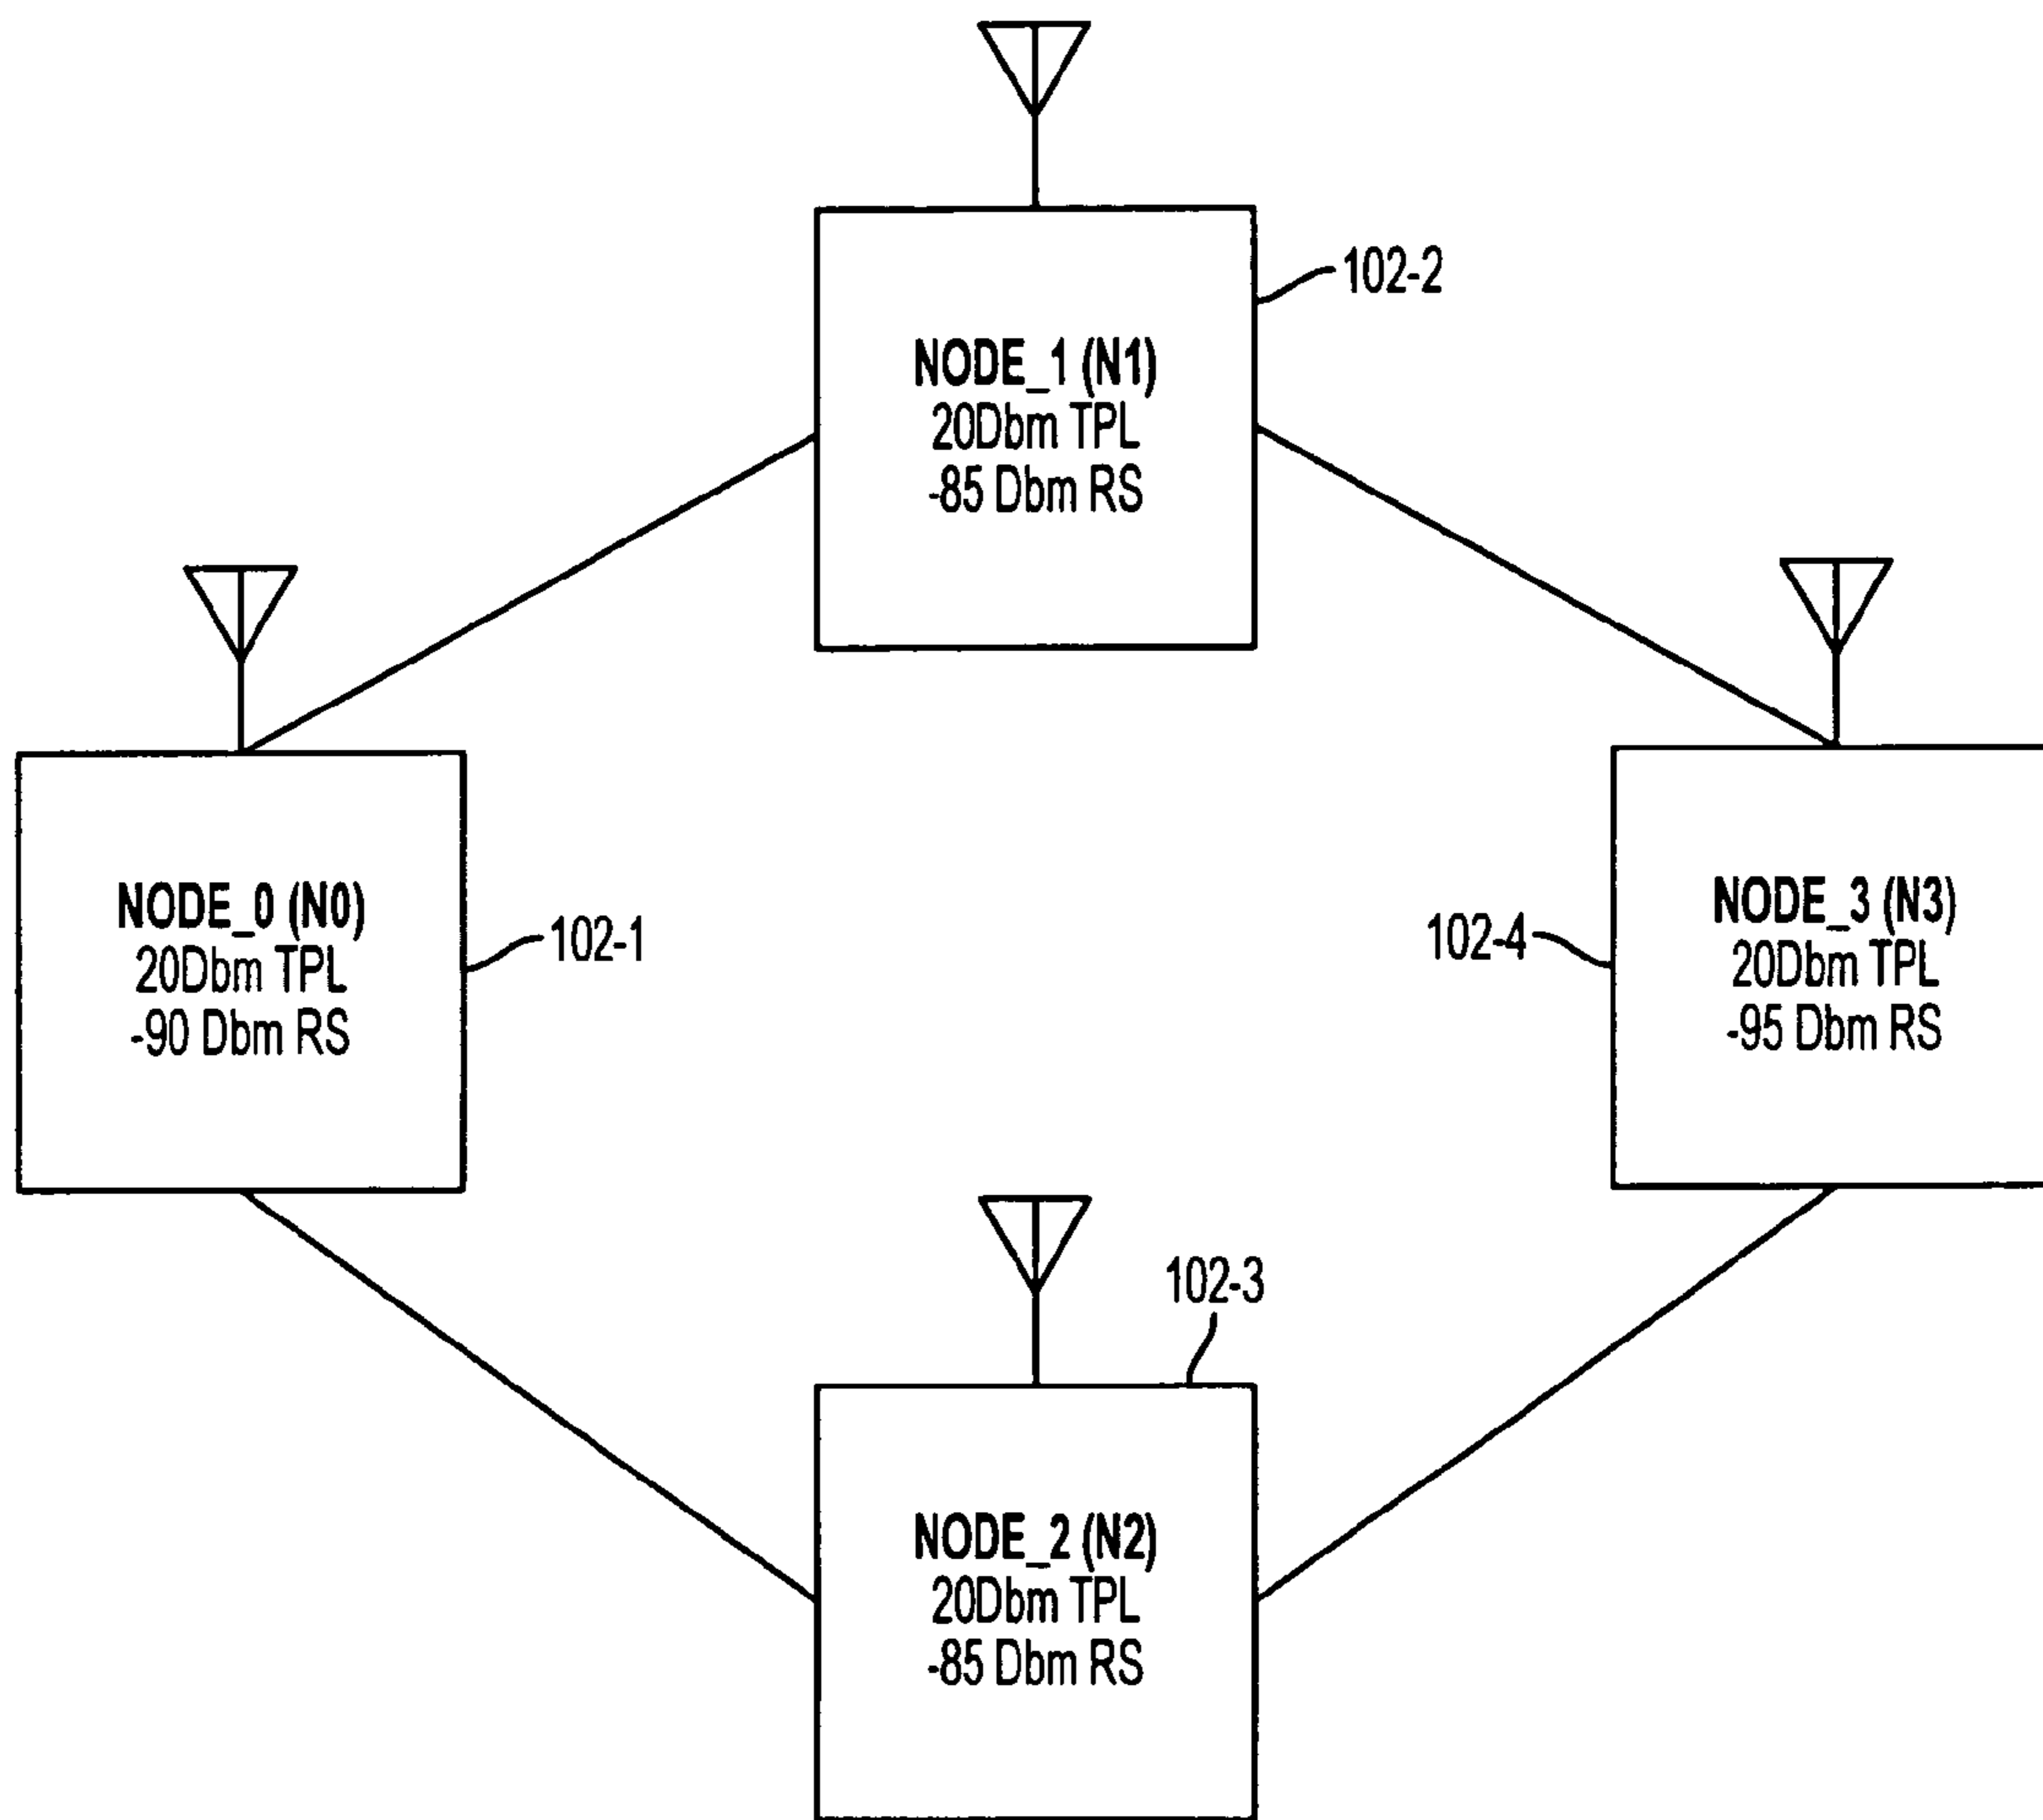 102-2
NODE_1 (N1)
20Dbm TPL
-85 Dbm RS
NODE_0 (N0)
20Dbm TPL
-90 Dbm RS
102-1
102-4
NODE_3 (N3)
20Dbm TPL
-95 Dbm RS
102-3
NODE_2 (N2)
20Dbm TPL
-85 Dbm RS